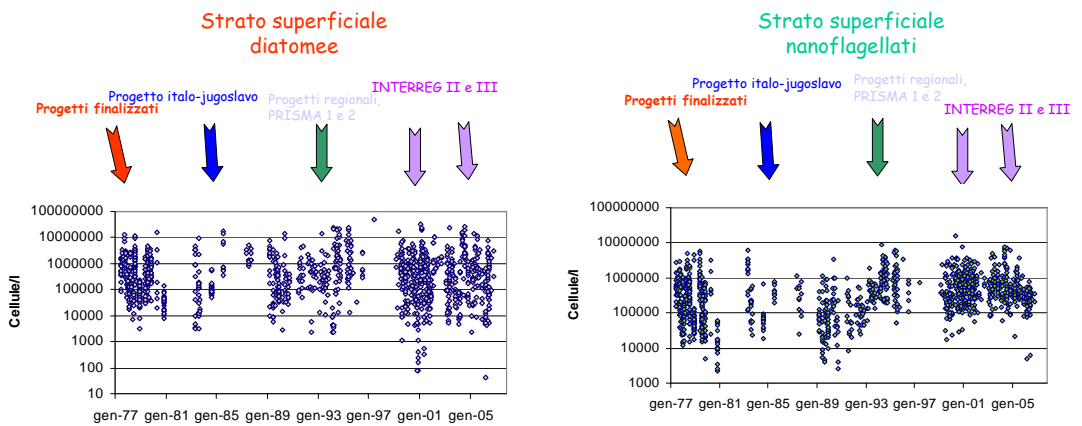 Strato superficiale
diatomee
Progetti finalizzati
Progetto italo-jugoslavo
Progetti regionali,
PRISMA 1 e 2
INTERREG II e III
Cellule/l
100000000
10000000
1000000
100000
10000
1000
100
10
gen-77 gen-81 gen-85 gen-89 gen-93 gen-97 gen-01 gen-05
Strato superficiale
nanoflagellati
Progetti finalizzati
Progetto italo-jugoslavo
Progetti regionali,
PRISMA 1 e 2
INTERREG II e III
Cellule/l
100000000
10000000
1000000
100000
10000
1000
gen-77 gen-81 gen-85 gen-89 gen-93 gen-97 gen-01 gen-05